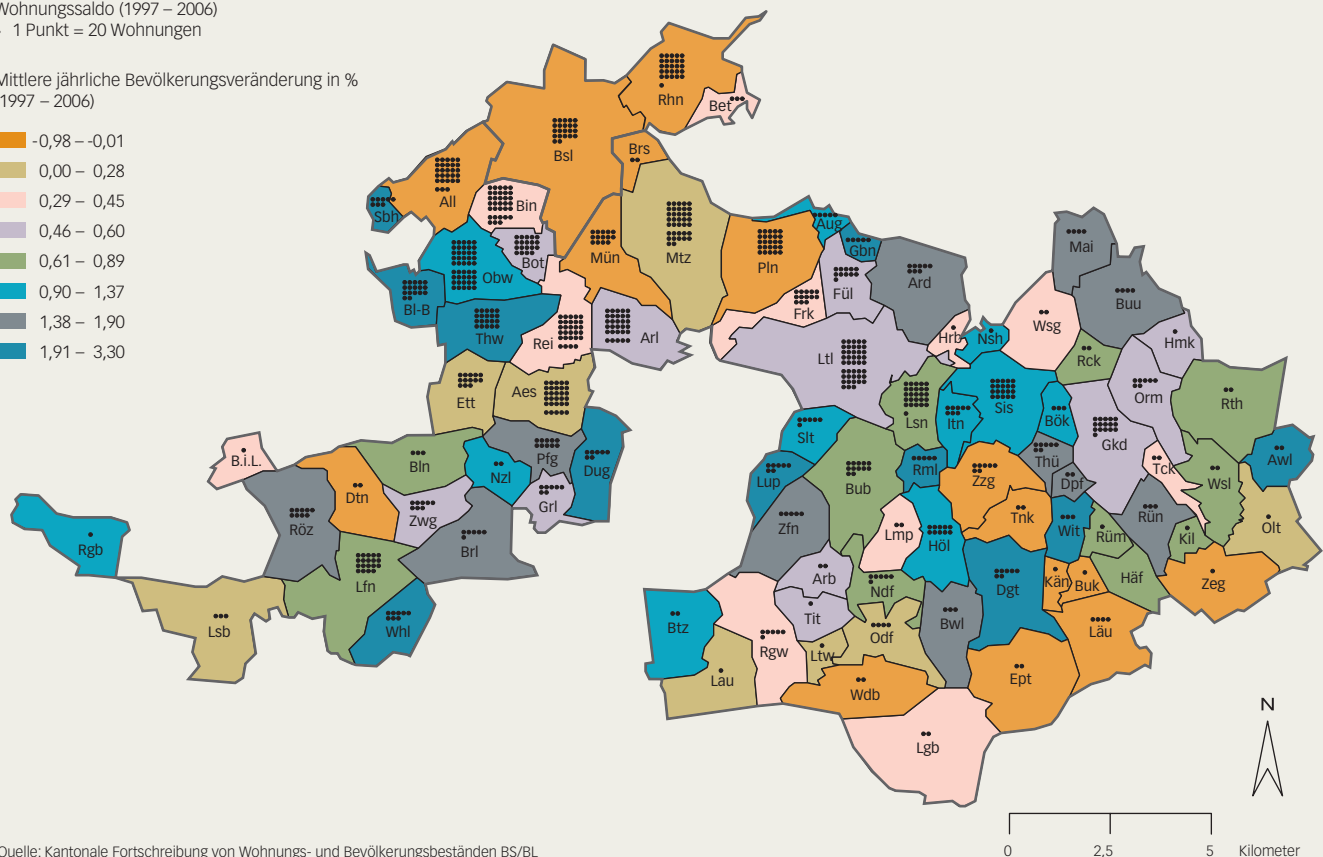 Wohnungssaldo (1997 – 2006)
1 Punkt = 20 Wohnungen
Mittlere jährliche Bevölkerungsveränderung in %
(1997 – 2006)
-0,98 – -0,01
0,00 – 0,28
0,29 – 0,45
0,46 – 0,60
0,61 – 0,89
0,90 – 1,37
1,38 – 1,90
1,91 – 3,30
Rhn
Bet
Bsl
Brs
All
Sbh
Bin
Bot
Obw
Mün
Mtz
Pln
Aug
Gbn
Mai
Ard
Fül
Frk
Bl-B
Thw
Rei
Arl
Buu
Wsg
Hmk
Hrb
Nsh
Ltl
Rck
Ett
Aes
Lsn
Itn
Sis
Bök
Orm
Rth
Gkd
Slt
Pfg
Dug
B.i.L.
Bln
Nzl
Thü
Tck
Awl
Rml
Lup
Bub
Zzg
Dpf
Wsl
Dtn
Grl
Zwg
Röz
Zfn
Tnk
Rün
Olt
Rgb
Brl
Lmp
Höl
Wit
Rüm
Kil
Lfn
Arb
Ndf
Dgt
Kän
Buk
Häf
Zeg
Lsb
Whl
Btz
Tit
Odf
Bwl
Läu
Rgw
Ltw
Lau
Wdb
Ept
Lgb
N
0
2,5
5
Kilometer
Quelle: Kantonale Fortschreibung von Wohnungs- und Bevölkerungsbeständen BS/BL